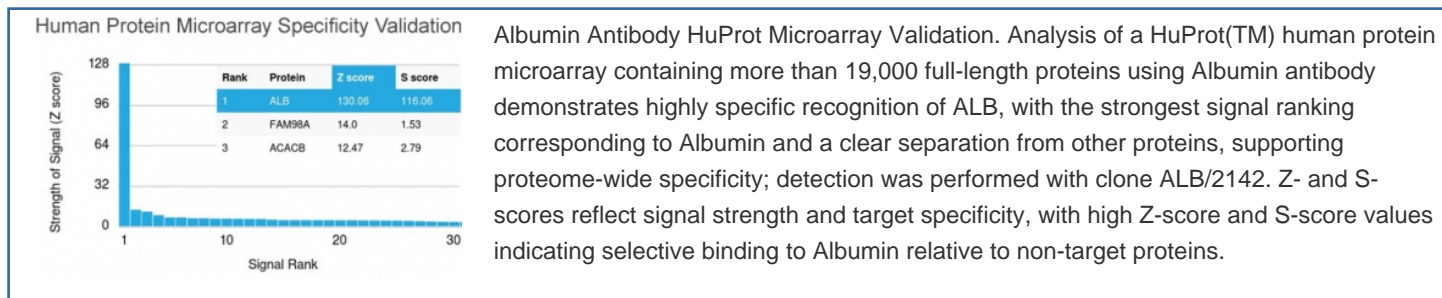 Human Protein Microarray Specificity Validation
Strength of Signal (Z score)
128
96
64
32
0
Rank Protein Z score S score
1 ALB 130.06 116.06
2 FAM98A 14.0 1.53
3 ACACB 12.47 2.79
1 10 20 30
Signal Rank
Albumin Antibody HuProt Microarray Validation. Analysis of a HuProt(TM) human protein
microarray containing more than 19,000 full-length proteins using Albumin antibody
demonstrates highly specific recognition of ALB, with the strongest signal ranking
corresponding to Albumin and a clear separation from other proteins, supporting
proteome-wide specificity; detection was performed with clone ALB/2142. Z- and S-
scores reflect signal strength and target specificity, with high Z-score and S-score values
indicating selective binding to Albumin relative to non-target proteins.